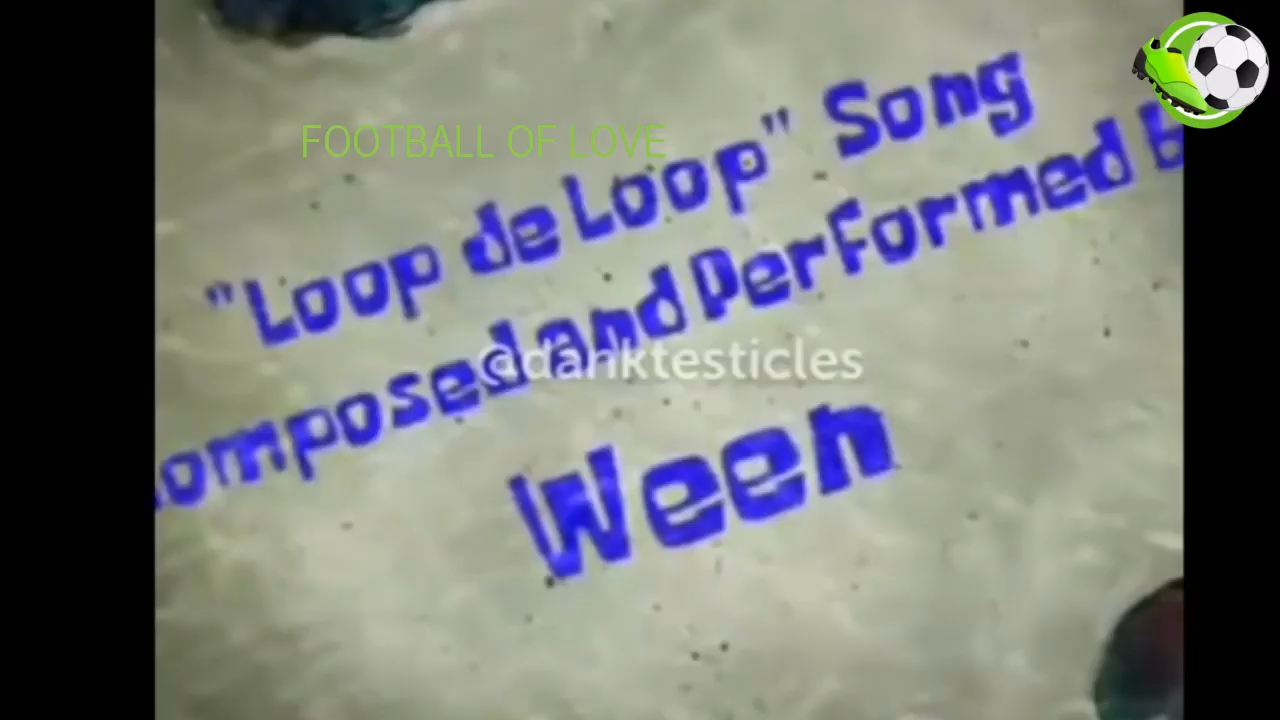 FOOTBALL OF LOVE
"Loop de Loop" Song
omposed and Performed b
@danktesticles
Ween